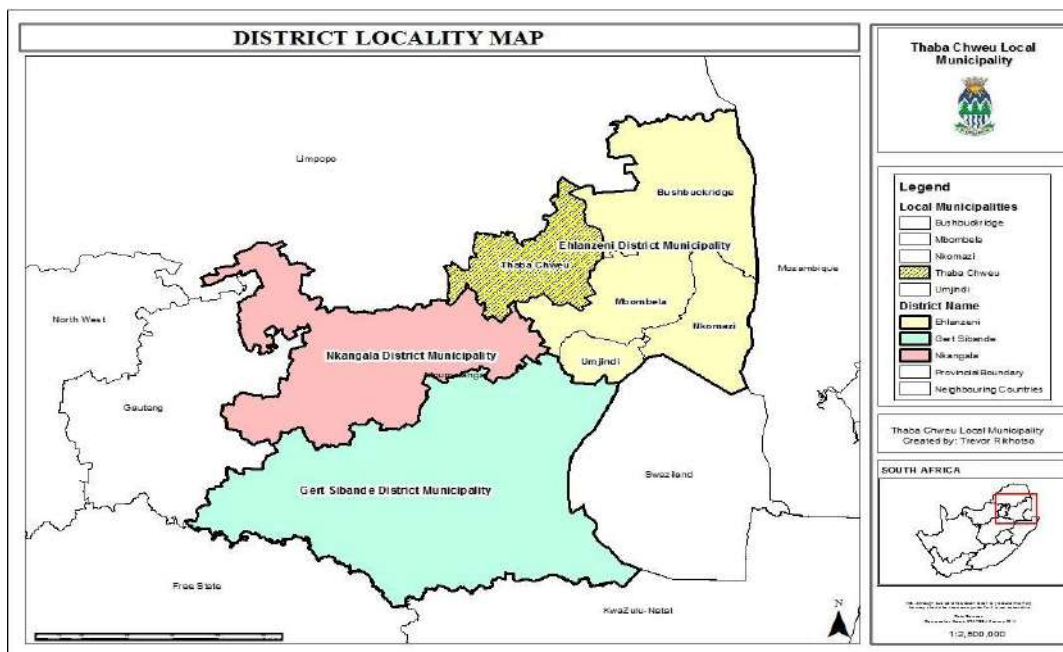 DISTRICT LOCALITY MAP
Limpopo
Bushbuckridge
Ehlanzeni District Municipality
Thaba Chweu
Mozambique
Mbombela
North West
Nkomazi
Nkangala District Municipality
Umjindi
Gauteng
Swaziland
Gert Sibande District Municipality
Free State
KwaZulu-Natal
N
Thaba Chweu Local
Municipality
Legend
Local Municipalities
Bushbuckridge
Mbombela
Nkomazi
Thaba Chweu
Umjindi
District Name
Ehlanzeni
Gert Sibande
Nkangala
Provincial Boundary
Neighbouring Countries
Thaba Chweu Local Municipality
Created by: Trevor Rikhotso
SOUTH AFRICA
1:2,500,000